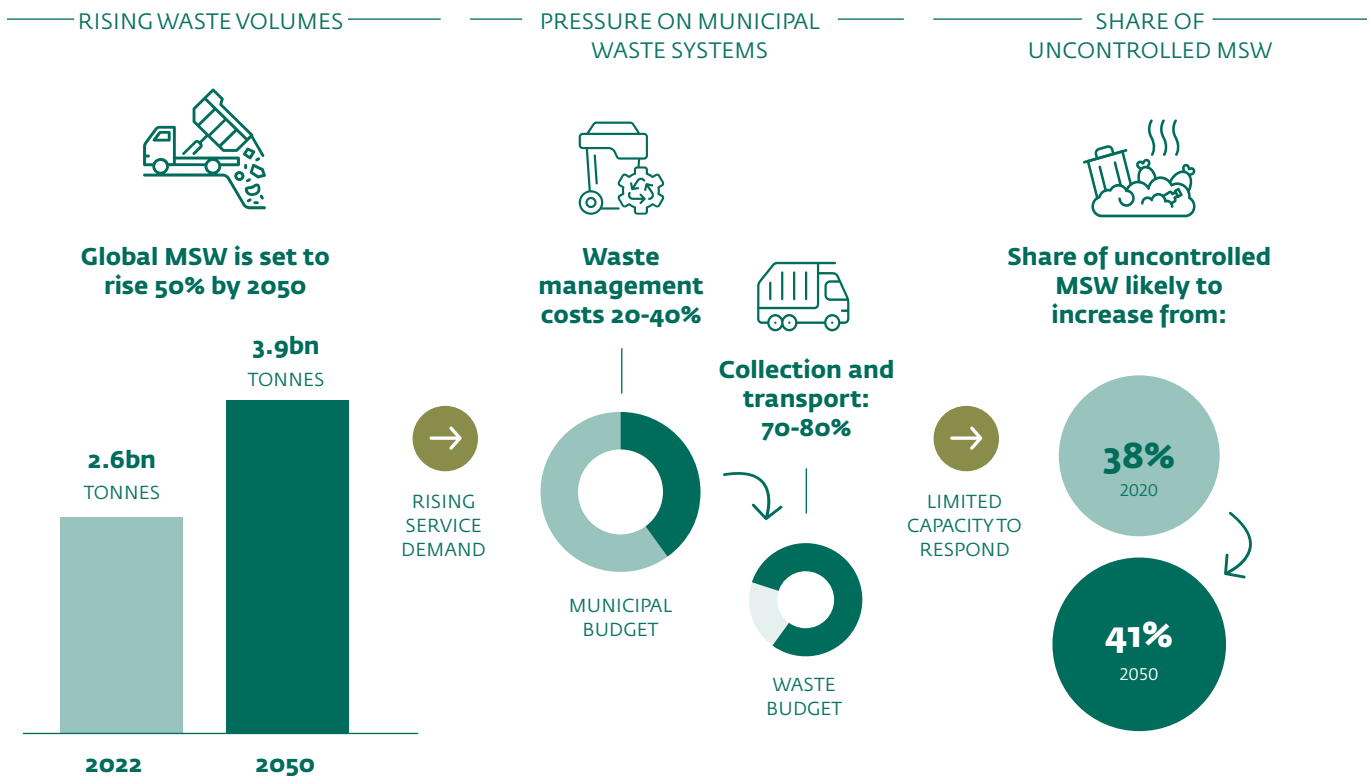 RISING WASTE VOLUMES
Global MSW is set to
rise 50% by 2050
3.9bn
TONNES
2.6bn
TONNES
2022
2050
RISING
SERVICE
DEMAND
PRESSURE ON MUNICIPAL
WASTE SYSTEMS
Waste
management
costs 20-40%
MUNICIPAL
BUDGET
Collection and
transport:
70-80%
WASTE
BUDGET
LIMITED
CAPACITY TO
RESPOND
SHARE OF
UNCONTROLLED MSW
Share of uncontrolled
MSW likely to
increase from:
38%
2020
41%
2050